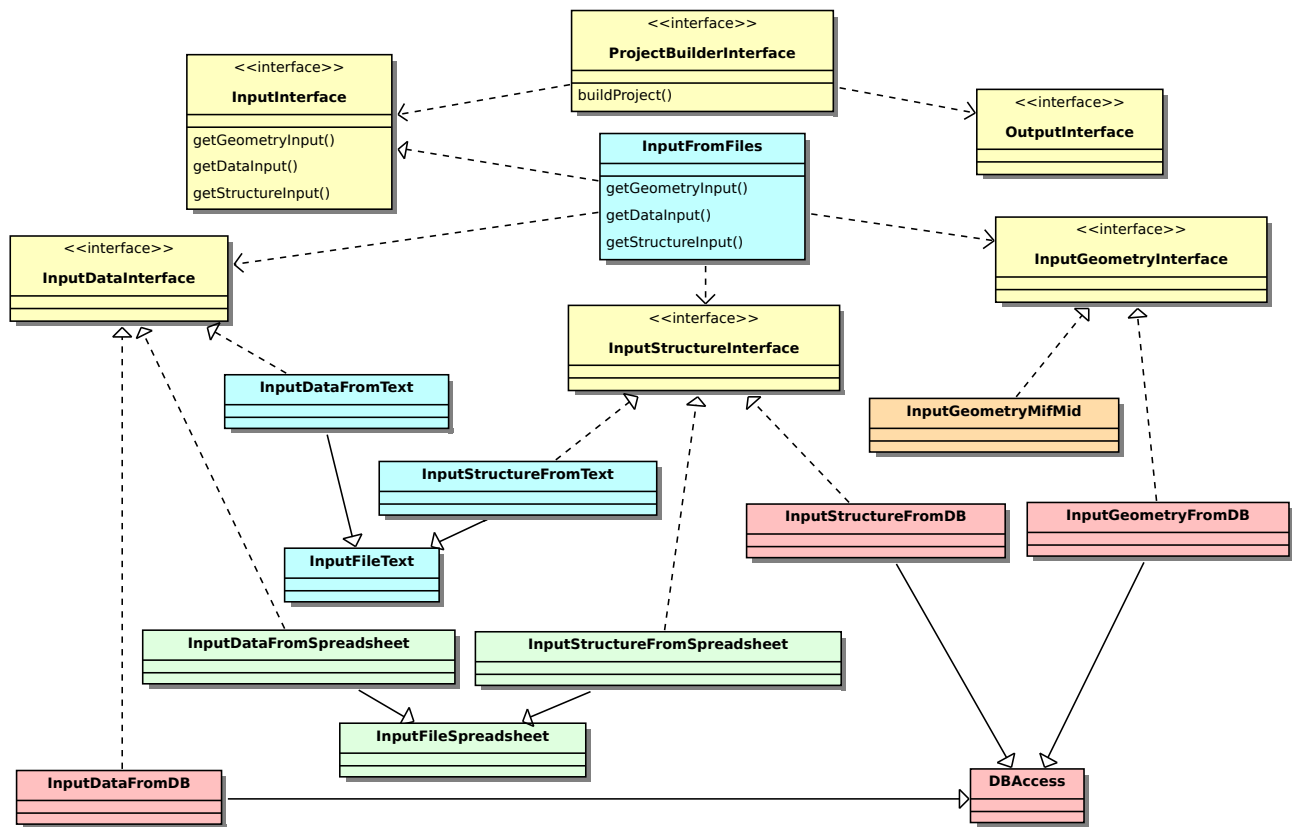 <<interface>>
ProjectBuilderInterface
buildProject()
<<interface>>
InputInterface
getGeometryInput()
getDataInput()
getStructureInput()
<<interface>>
OutputInterface
InputFromFiles
getGeometryInput()
getDataInput()
getStructureInput()
<<interface>>
InputDataInterface
<<interface>>
InputGeometryInterface
<<interface>>
InputStructureInterface
InputDataFromText
InputGeometryMifMid
InputStructureFromText
InputStructureFromDB
InputGeometryFromDB
InputFileText
InputDataFromSpreadsheet
InputStructureFromSpreadsheet
InputFileSpreadsheet
InputDataFromDB
DBAccess